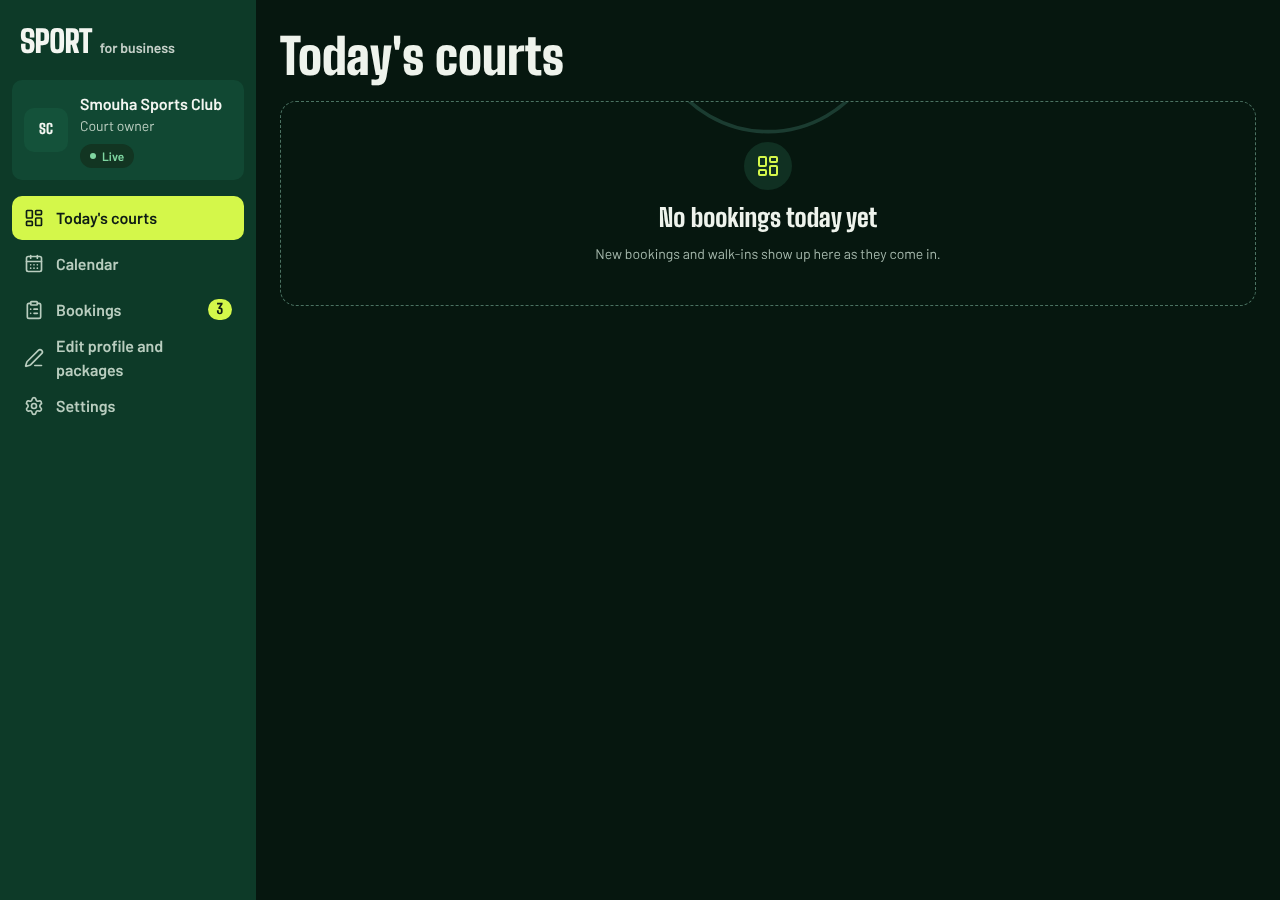 SPORT for business
Smouha Sports Club
Court owner
SC
Live
Today's courts
Calendar
Bookings 3
Edit profile and
packages
Settings
Today's courts
No bookings today yet
New bookings and walk-ins show up here as they come in.